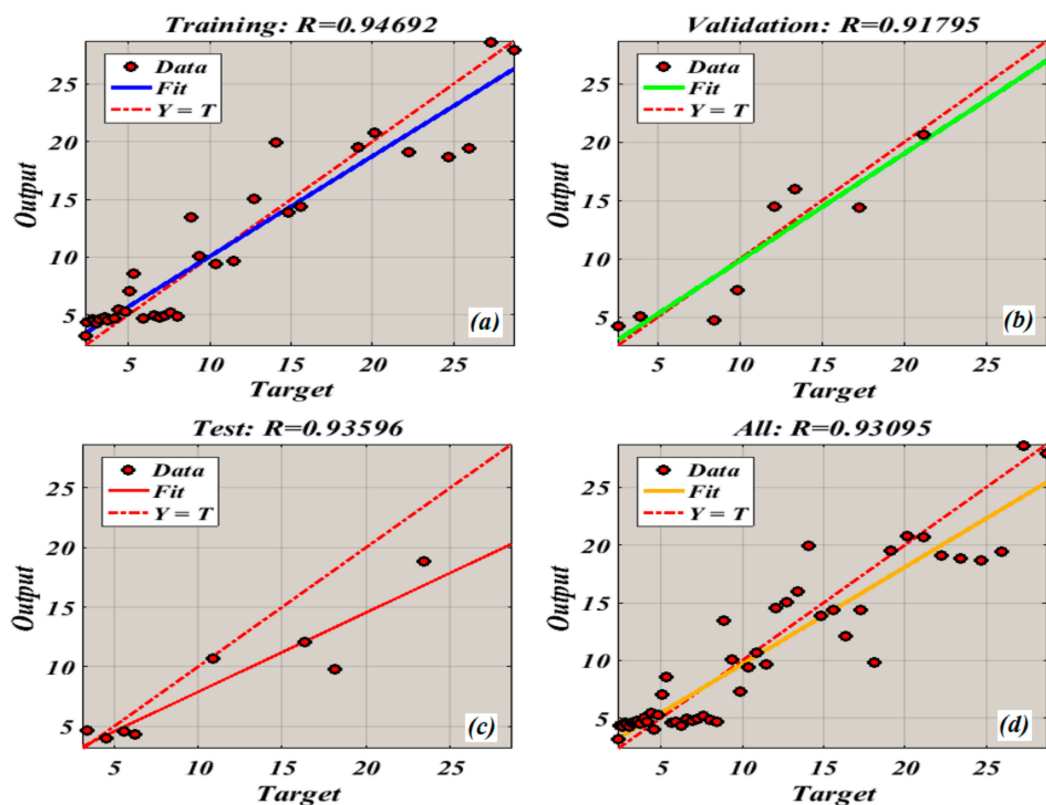 Training: R=0.94692
Output
25
20
15
10
5
Data
Fit
Y = T
(a)
5 10 15 20 25
Target
Validation: R=0.91795
Output
25
20
15
10
5
Data
Fit
Y = T
(b)
5 10 15 20 25
Target
Test: R=0.93596
Output
25
20
15
10
5
Data
Fit
Y = T
(c)
5 10 15 20 25
Target
All: R=0.93095
Output
25
20
15
10
5
Data
Fit
Y = T
(d)
5 10 15 20 25
Target